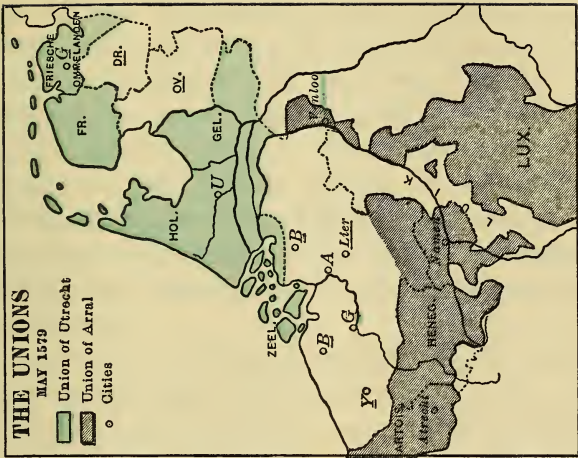 THE UNIONS
MAY 1579
Union of Utrecht
Union of Arral
Cities
FRIESCHE
OMMELANDEN
G
FR.
DR.
OV.
HOL.
GEL.
U
Venloo
ZEEL.
B
B
A
Lier
G
Y
ARTOIS
Atrecht
HENEG.
Namen
LUX